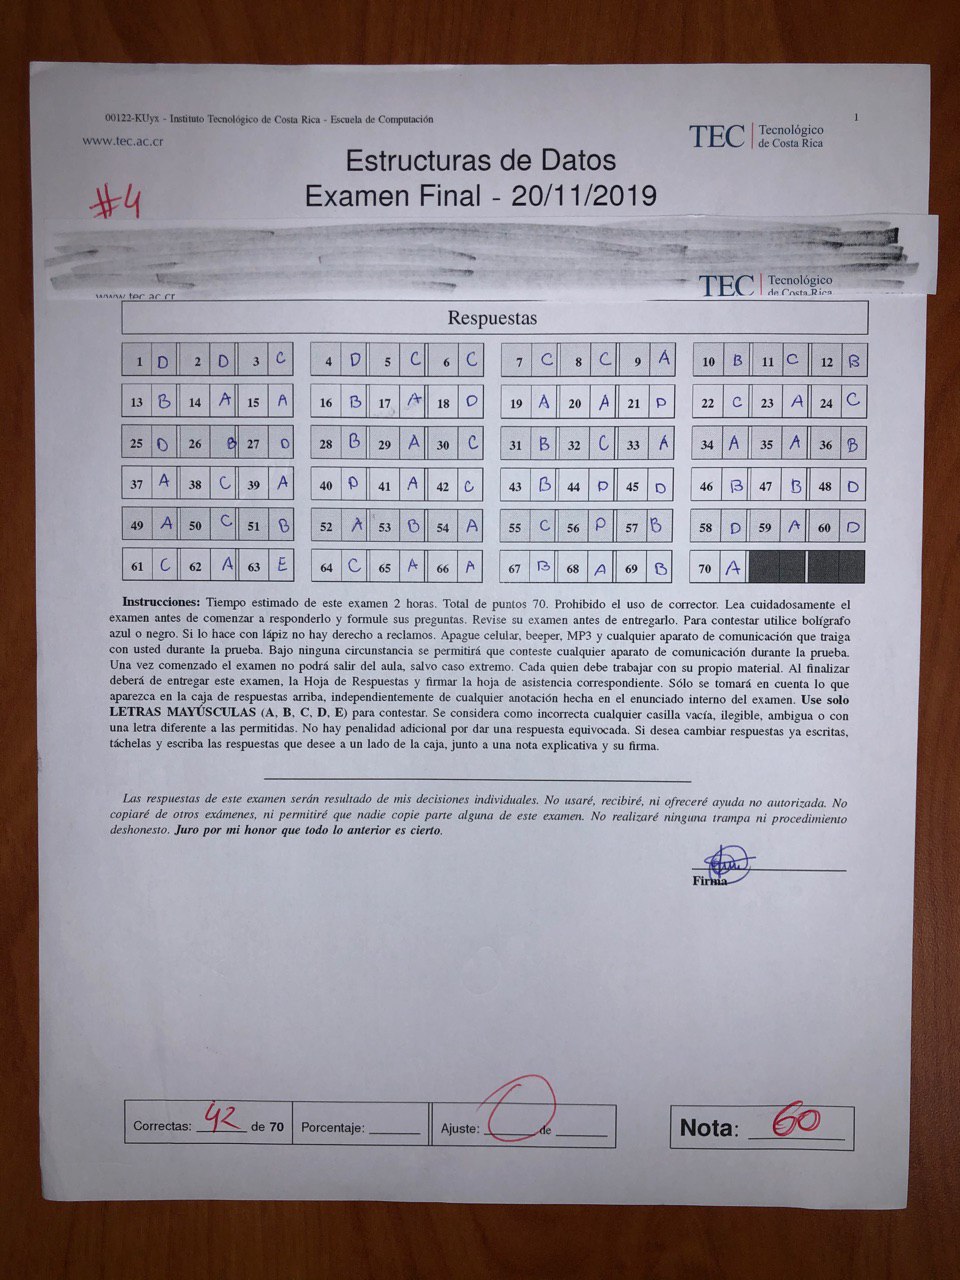 00122-KUyx - Instituto Tecnológico de Costa Rica - Escuela de Computación 1
www.tec.ac.cr
TEC | Tecnológico de Costa Rica
Estructuras de Datos
Examen Final - 20/11/2019
#4
TEC | Tecnológico de Costa Rica
www.tec.ac.cr
Respuestas
1 D 2 D 3 C 4 D 5 C 6 C 7 C 8 C 9 A 10 B 11 C 12 B
13 B 14 A 15 A 16 B 17 A 18 D 19 A 20 A 21 D 22 C 23 A 24 C
25 D 26 B 27 D 28 B 29 A 30 C 31 B 32 C 33 A 34 A 35 A 36 B
37 A 38 C 39 A 40 D 41 A 42 C 43 B 44 D 45 D 46 B 47 B 48 D
49 A 50 C 51 B 52 A 53 B 54 A 55 C 56 D 57 B 58 D 59 A 60 D
61 C 62 A 63 E 64 C 65 A 66 A 67 B 68 A 69 B 70 A
Instrucciones: Tiempo estimado de este examen 2 horas. Total de puntos 70. Prohibido el uso de corrector. Lea cuidadosamente el
examen antes de comenzar a responderlo y formule sus preguntas. Revise su examen antes de entregarlo. Para contestar utilice bolígrafo
azul o negro. Si lo hace con lápiz no hay derecho a reclamos. Apague celular, beeper, MP3 y cualquier aparato de comunicación que traiga
con usted durante la prueba. Bajo ninguna circunstancia se permitirá que conteste cualquier aparato de comunicación durante la prueba.
Una vez comenzado el examen no podrá salir del aula, salvo caso extremo. Cada quien debe trabajar con su propio material. Al finalizar
deberá de entregar este examen, la Hoja de Respuestas y firmar la hoja de asistencia correspondiente. Sólo se tomará en cuenta lo que
aparezca en la caja de respuestas arriba, independientemente de cualquier anotación hecha en el enunciado interno del examen. Use solo
LETRAS MAYÚSCULAS (A, B, C, D, E) para contestar. Se considera como incorrecta cualquier casilla vacía, ilegible, ambigua o con
una letra diferente a las permitidas. No hay penalidad adicional por dar una respuesta equivocada. Si desea cambiar respuestas ya escritas,
táchelas y escriba las respuestas que desee a un lado de la caja, junto a una nota explicativa y su firma.
Las respuestas de este examen serán resultado de mis decisiones individuales. No usaré, recibiré, ni ofreceré ayuda no autorizada. No
copiaré de otros exámenes, ni permitiré que nadie copie parte alguna de este examen. No realizaré ninguna trampa ni procedimiento
deshonesto. Juro por mi honor que todo lo anterior es cierto.
Firma
Correctas: 42 de 70 Porcentaje: Ajuste: 0 de Nota: 60